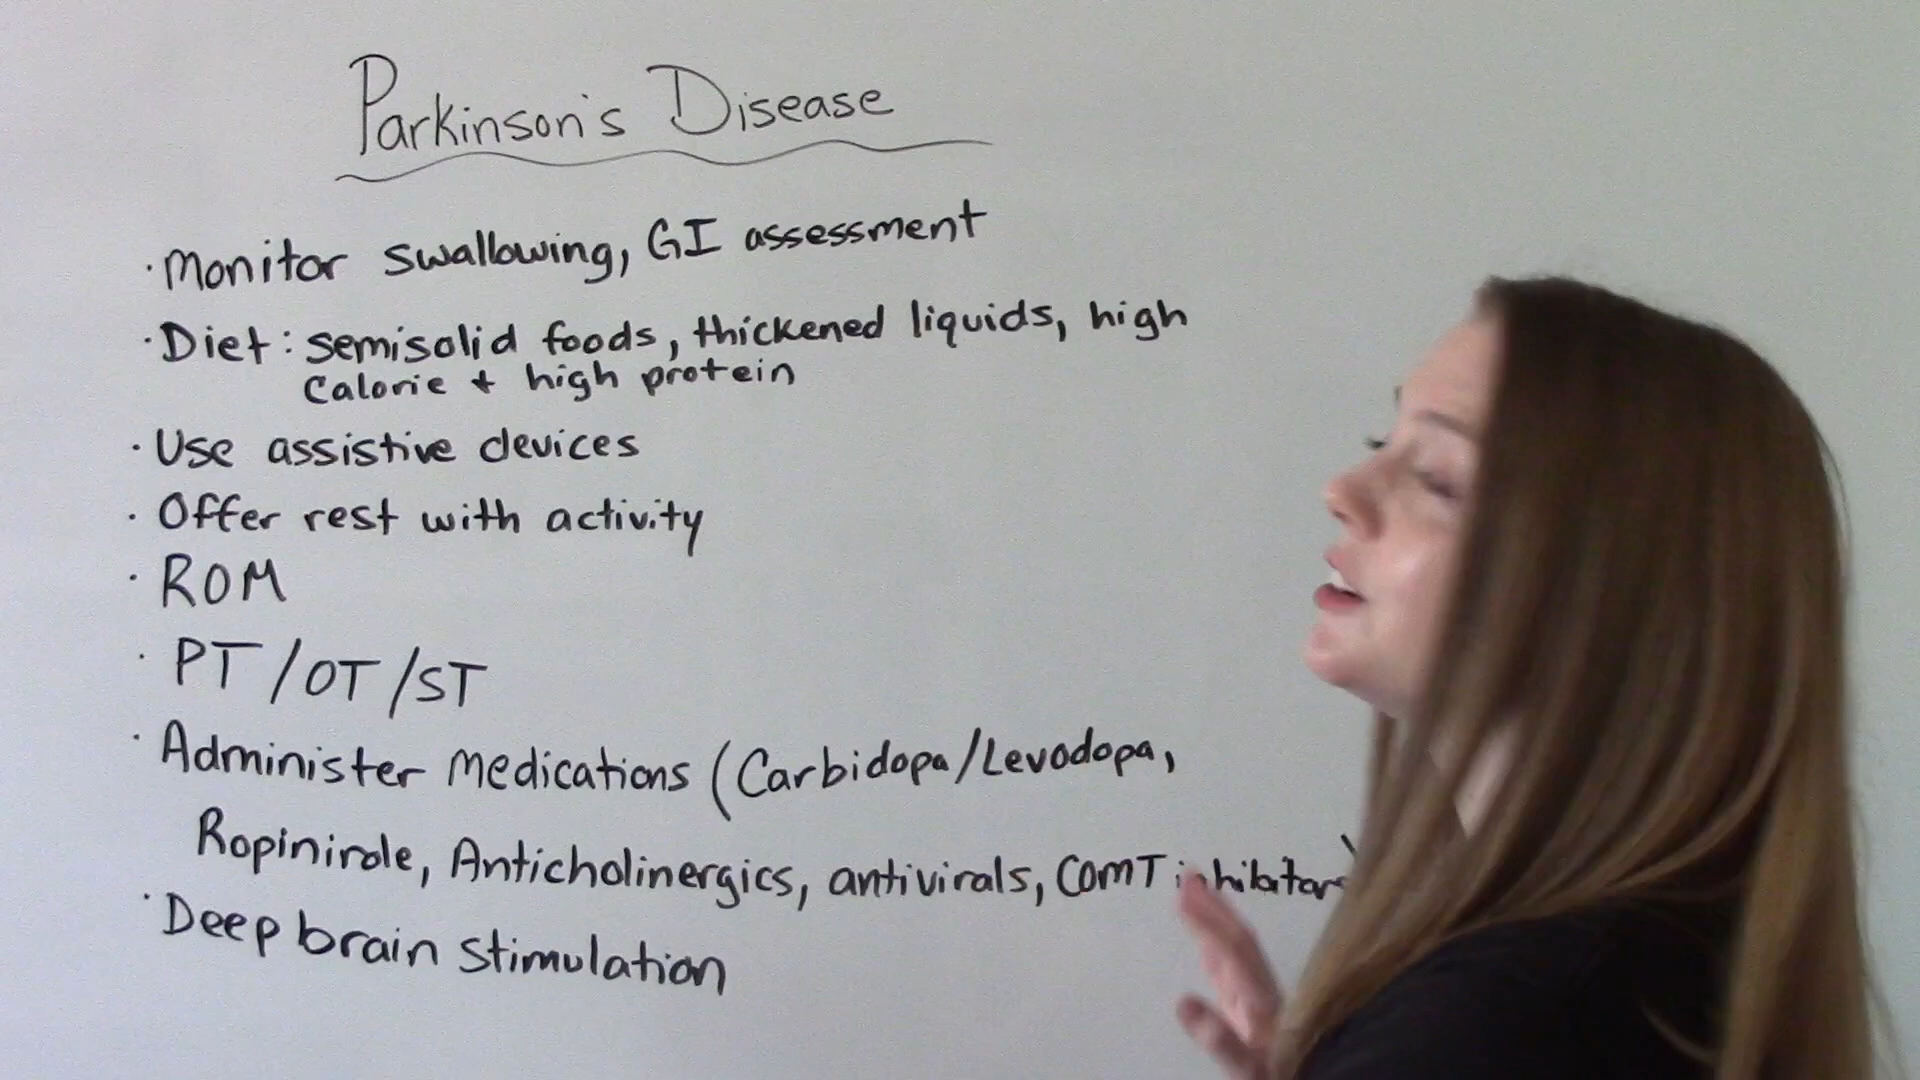 Parkinson's Disease
· Monitor swallowing, GI assessment
· Diet: semisolid foods, thickened liquids, high
calorie + high protein
· Use assistive devices
· Offer rest with activity
· ROM
· PT/OT/ST
· Administer medications (Carbidopa/Levodopa,
Ropinirole, Anticholinergics, antivirals, COMT inhibitors)
· Deep brain stimulation